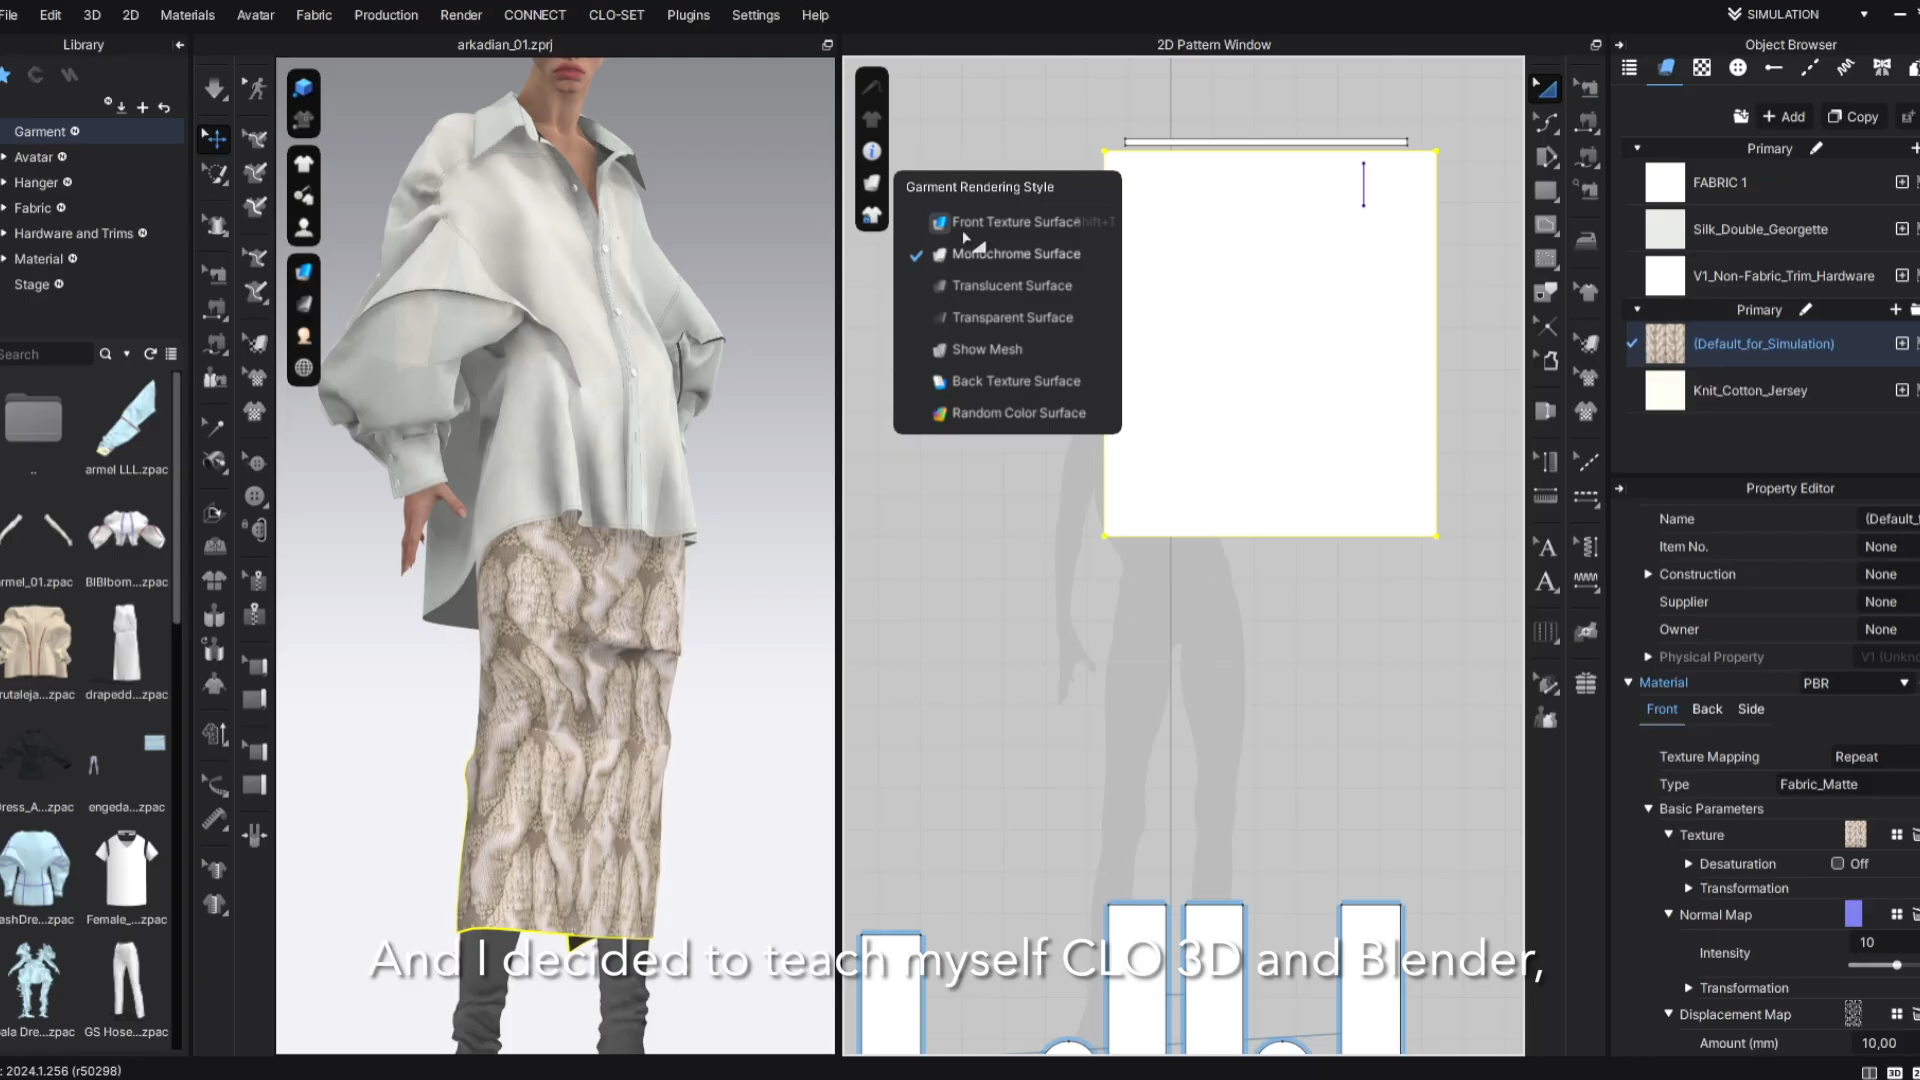 File Edit 3D 2D Materials Avatar Fabric Production Render CONNECT CLO-SET Plugins Settings Help SIMULATION
Library
arkadian_01.zprj
2D Pattern Window
Object Browser
Garment
Avatar
Hanger
Fabric
Hardware and Trims
Material
Stage
Search
..
armel LLL.zpac
armel_01.zpac
BIBIbom...zpac
rutaleja...zpac
drapedd...zpac
ress_A...zpac
engeda...zpac
ashDre...zpac
Female_...zpac
ala Dre...zpac
GS Hose...zpac
: 2024.1.256 (r50298)
Garment Rendering Style
Front Texture Surface Shift+T
Monochrome Surface
Translucent Surface
Transparent Surface
Show Mesh
Back Texture Surface
Random Color Surface
Add Copy
Primary
FABRIC 1
Silk_Double_Georgette
V1_Non-Fabric_Trim_Hardware
Primary
(Default_for_Simulation)
Knit_Cotton_Jersey
Property Editor
Name (Default_
Item No. None
Construction None
Supplier None
Owner None
Physical Property V1 (Unkno
Material PBR
Front Back Side
Texture Mapping Repeat
Type Fabric_Matte
Basic Parameters
Texture
Desaturation Off
Transformation
Normal Map
10
Intensity
Transformation
Displacement Map
Amount (mm) 10,00
3D 2
And I decided to teach myself CLO 3D and Blender,